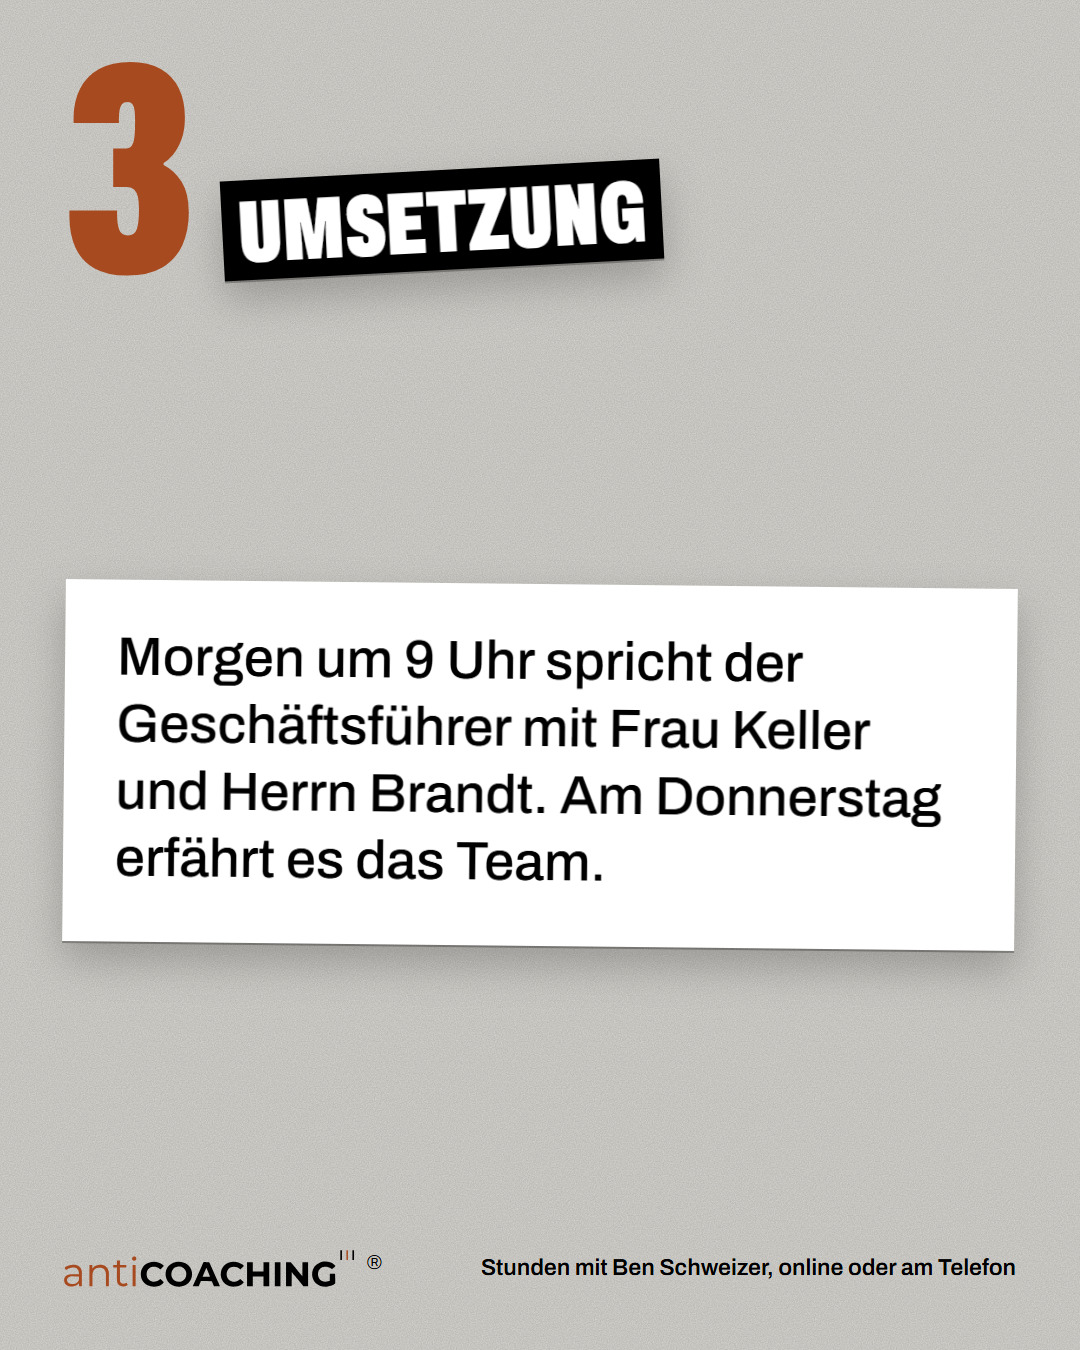 3
UMSETZUNG
Morgen um 9 Uhr spricht der
Geschäftsführer mit Frau Keller
und Herrn Brandt. Am Donnerstag
erfährt es das Team.
antiCOACHING ®
Stunden mit Ben Schweizer, online oder am Telefon